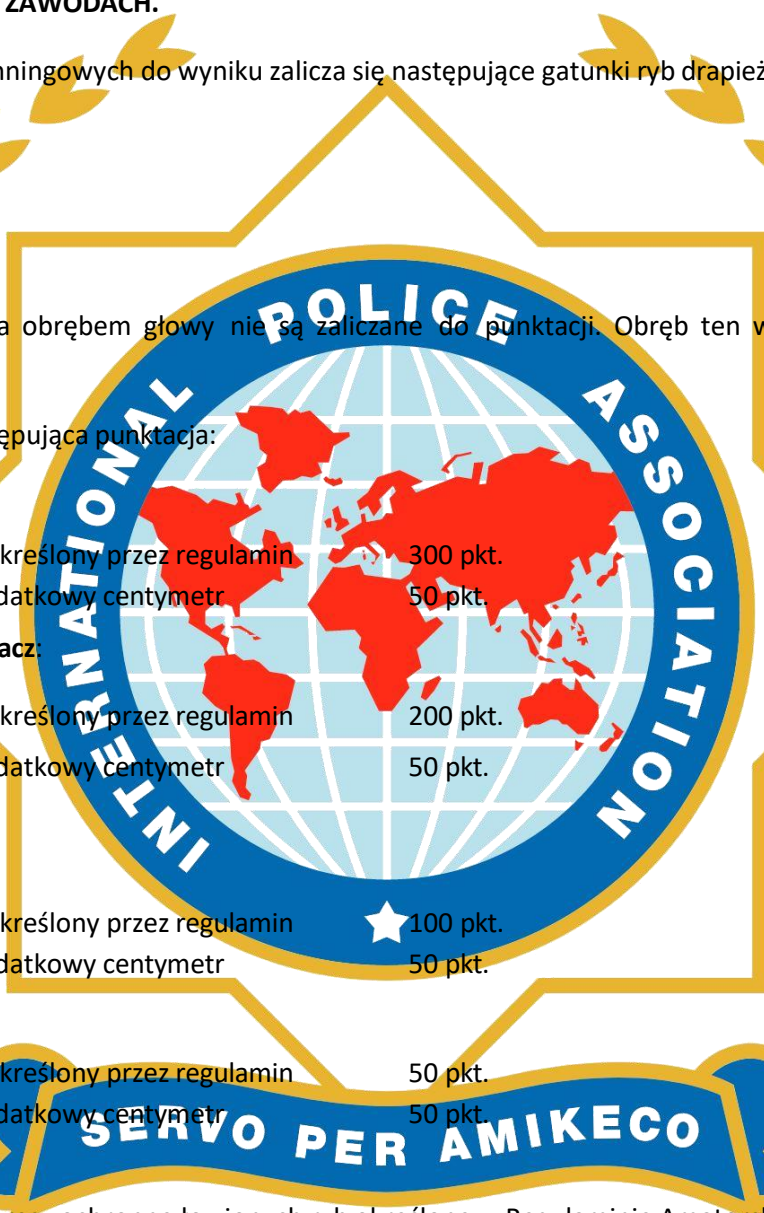 ZAWODACH.
nningowych do wyniku zalicza się następujące gatunki ryb drapież
a obrębem głowy nie są zaliczane do punktacji. Obręb ten w
ępująca punktacja:
kreślony przez regulamin 300 pkt.
datkowy centymetr 50 pkt.
acz:
kreślony przez regulamin 200 pkt.
datkowy centymetr 50 pkt.
kreślony przez regulamin 100 pkt.
datkowy centymetr 50 pkt.
kreślony przez regulamin 50 pkt.
datkowy centymetr 50 pkt.
INTERNATIONAL POLICE ASSOCIATION
SERVO PER AMIKECO